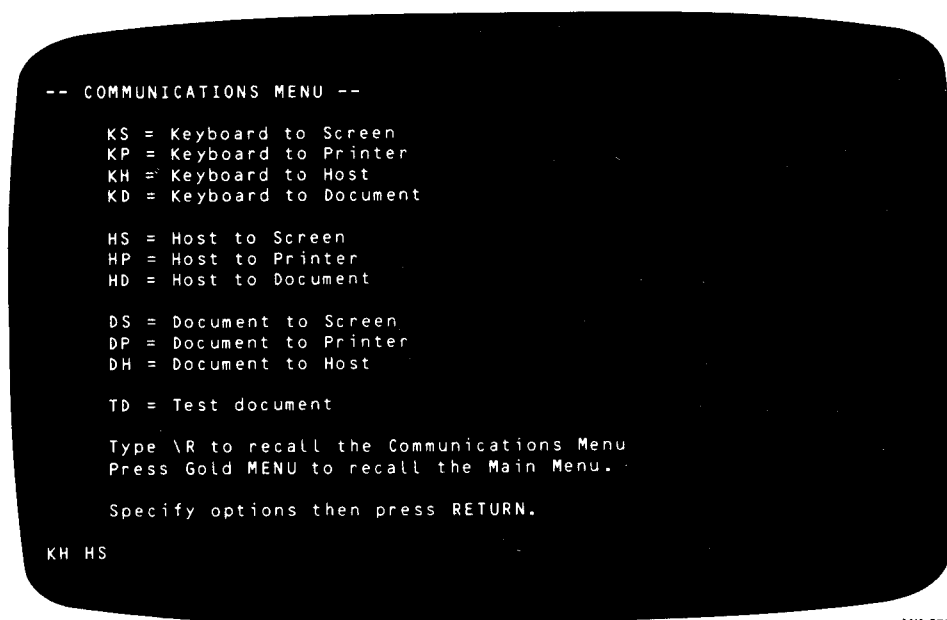 -- COMMUNICATIONS MENU --
KS = Keyboard to Screen
KP = Keyboard to Printer
KH = Keyboard to Host
KD = Keyboard to Document
HS = Host to Screen
HP = Host to Printer
HD = Host to Document
DS = Document to Screen
DP = Document to Printer
DH = Document to Host
TD = Test document
Type \R to recall the Communications Menu
Press Gold MENU to recall the Main Menu.
Specify options then press RETURN.
KH HS